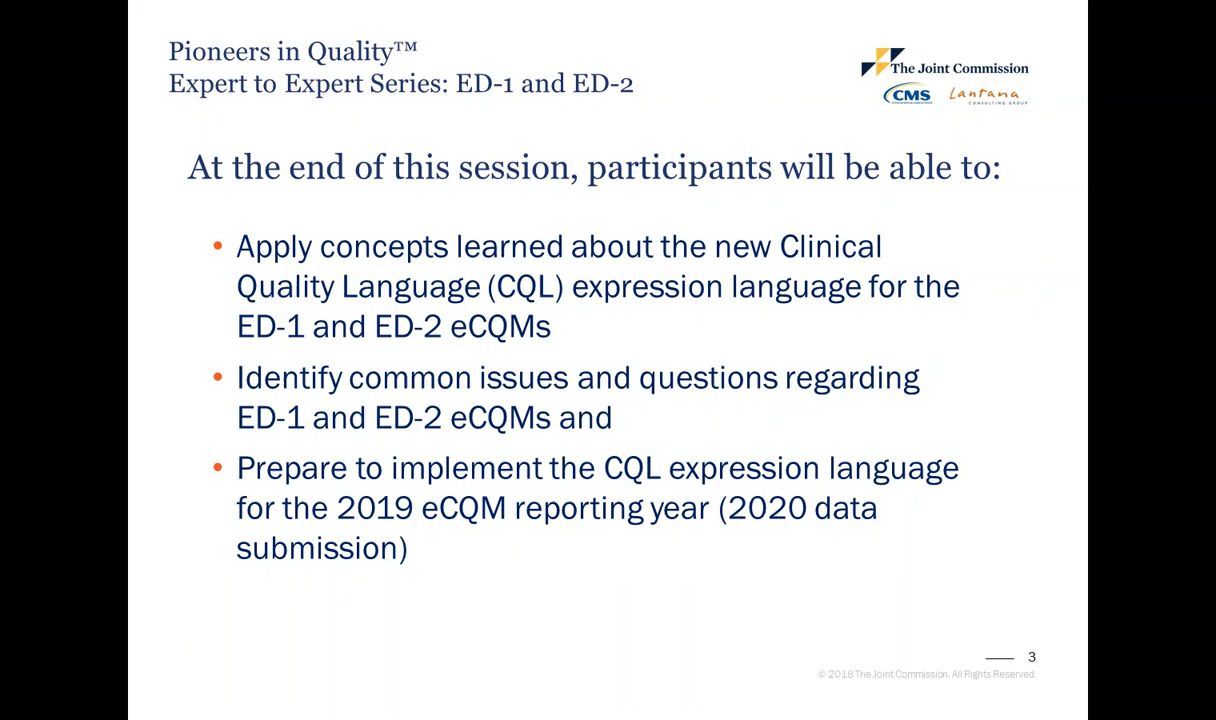 Pioneers in Quality™
Expert to Expert Series: ED-1 and ED-2
The Joint Commission
CMS
Lantana
CONSULTING GROUP
At the end of this session, participants will be able to:
• Apply concepts learned about the new Clinical
Quality Language (CQL) expression language for the
ED-1 and ED-2 eCQMs
• Identify common issues and questions regarding
ED-1 and ED-2 eCQMs and
• Prepare to implement the CQL expression language
for the 2019 eCQM reporting year (2020 data
submission)
3
© 2018 The Joint Commission. All Rights Reserved.